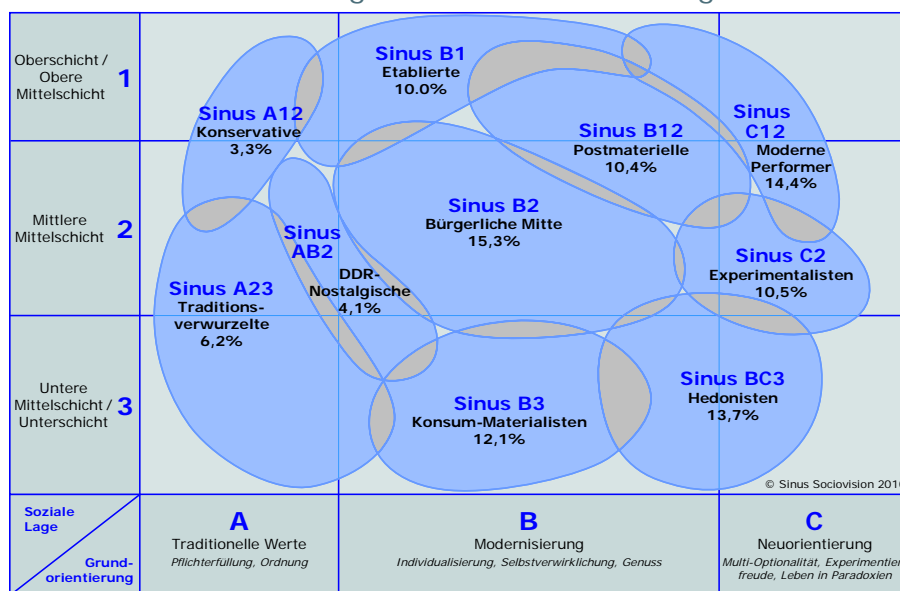 Oberschicht /
Obere
Mittelschicht
1
Sinus B1
Etablierte
10.0%
Sinus A12
Konservative
3,3%
Sinus B12
Postmaterielle
10,4%
Sinus
C12
Moderne
Performer
14,4%
Mittlere
Mittelschicht
2
Sinus B2
Bürgerliche Mitte
15,3%
Sinus
AB2
DDR-
Nostalgische
4,1%
Sinus C2
Experimentalisten
10,5%
Sinus A23
Traditions-
verwurzelte
6,2%
Untere
Mittelschicht /
Unterschicht
3
Sinus B3
Konsum-Materialisten
12,1%
Sinus BC3
Hedonisten
13,7%
© Sinus Sociovision 2010
Soziale
Lage
Grund-
orientierung
A
Traditionelle Werte
Pflichterfüllung, Ordnung
B
Modernisierung
Individualisierung, Selbstverwirklichung, Genuss
C
Neuorientierung
Multi-Optionalität, Experimentier-
freude, Leben in Paradoxien